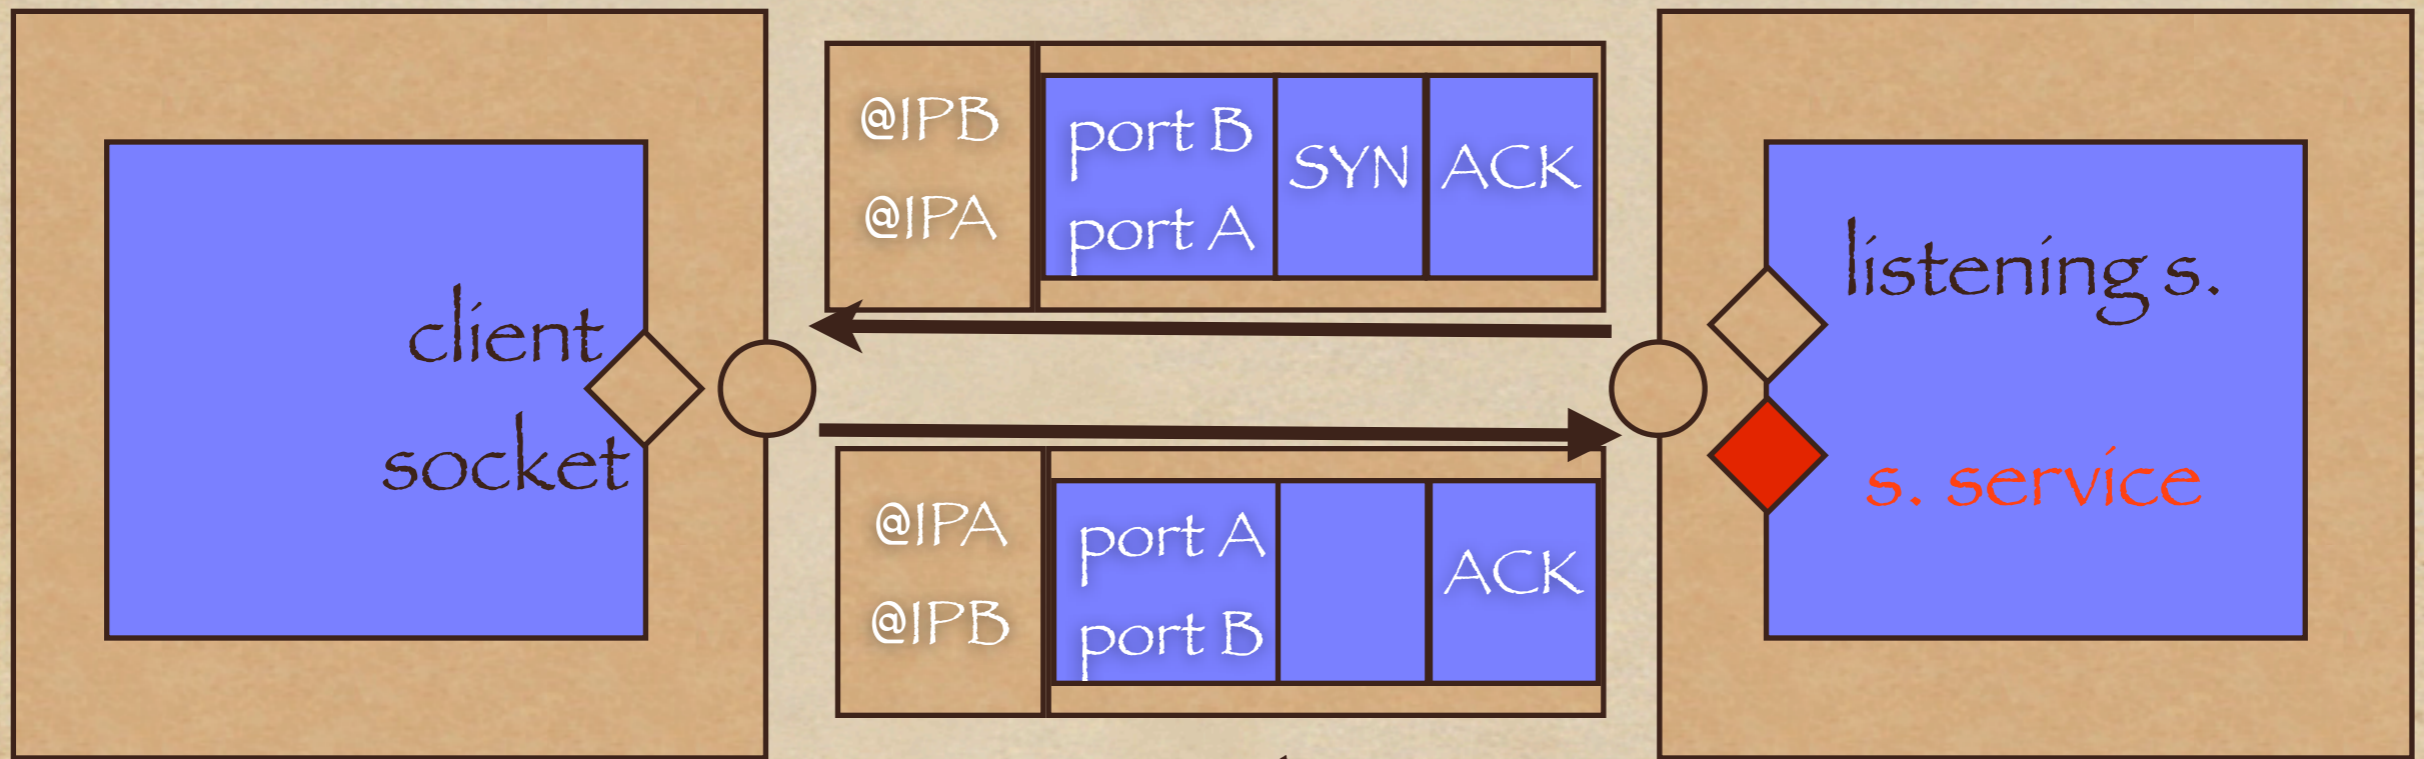 client
socket
@IPB
@IPA
port B
port A
SYN
ACK
@IPA
@IPB
port A
port B
ACK
listening s.
s. service